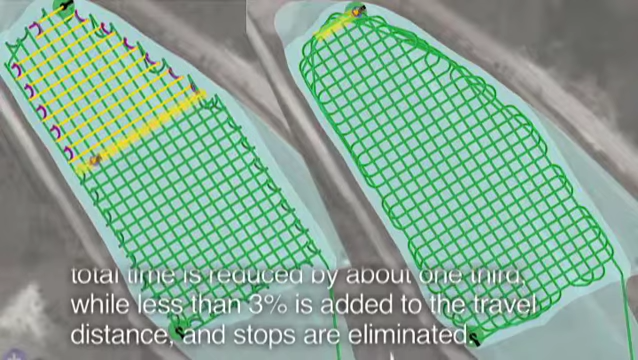 total time is reduced by about one third,
while less than 3% is added to the travel
distance, and stops are eliminated.